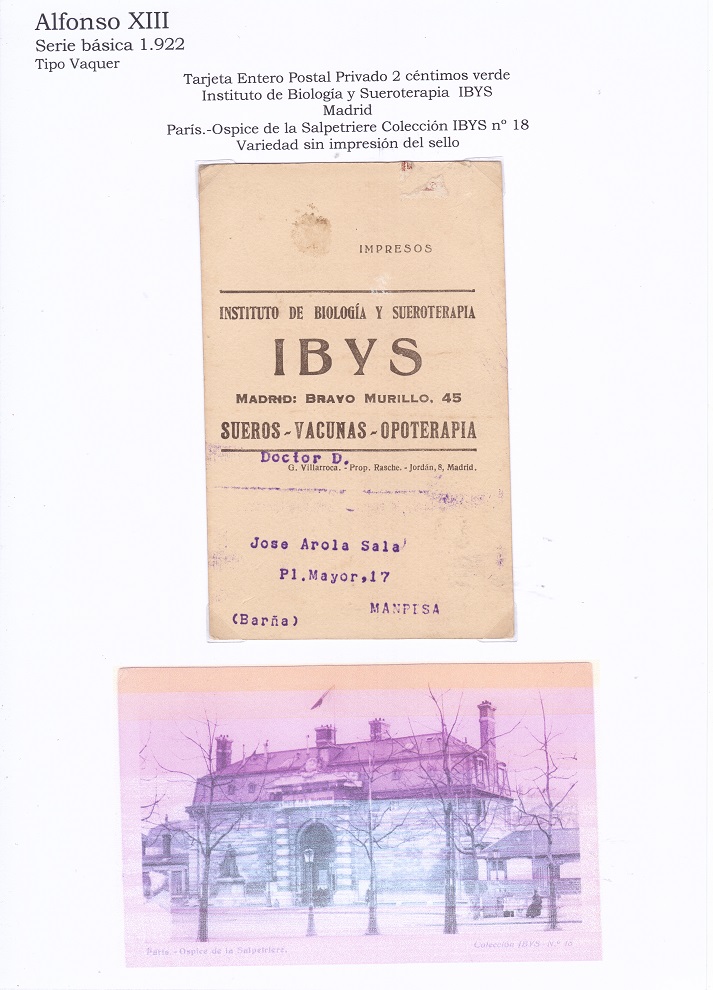 Alfonso XIII
Serie básica 1.922
Tipo Vaquer
Tarjeta Entero Postal Privado 2 céntimos verde
Instituto de Biología y Sueroterapia IBYS
Madrid
París.-Ospice de la Salpetriere Colección IBYS nº 18
Variedad sin impresión del sello
IMPRESOS
INSTITUTO DE BIOLOGÍA Y SUEROTERAPIA
IBYS
MADRID: BRAVO MURILLO, 45
SUEROS-VACUNAS-OPOTERAPIA
Doctor D.
G. Villarroca. - Prop. Rasche. - Jordán, 8, Madrid.
Jose Arola Sala
Pl.Mayor,17
MANRESA
(Barña)
París.-Ospice de la Salpetriere.
Colección IBYS-N.º 18